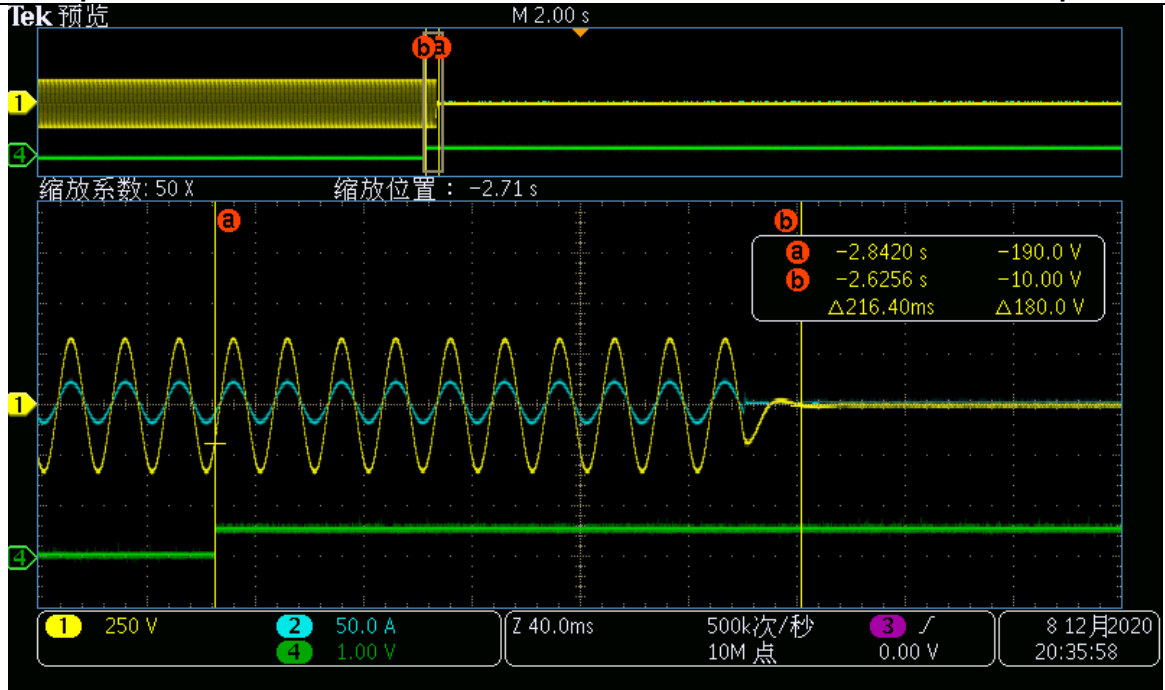 Tek 预览 M 2.00 s
b a
1
4
缩放系数: 50 X 缩放位置： -2.71 s
a b
a -2.8420 s -190.0 V
b -2.6256 s -10.00 V
△216.40ms △180.0 V
1
4
1 250 V 2 50.0 A Z 40.0ms 500k次/秒 3 8 12月2020
4 1.00 V 10M 点 0.00 V 20:35:58